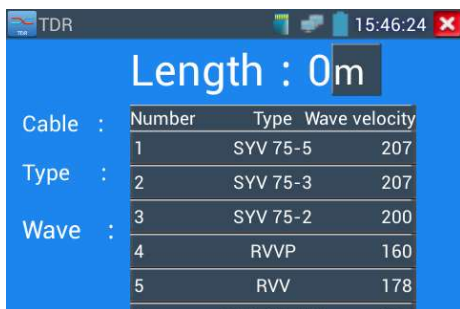 TDR
TDR 15:46:24
Length : 0m
Cable :
Type :
Wave :
Number Type Wave velocity
1 SYV 75-5 207
2 SYV 75-3 207
3 SYV 75-2 200
4 RVVP 160
5 RVV 178